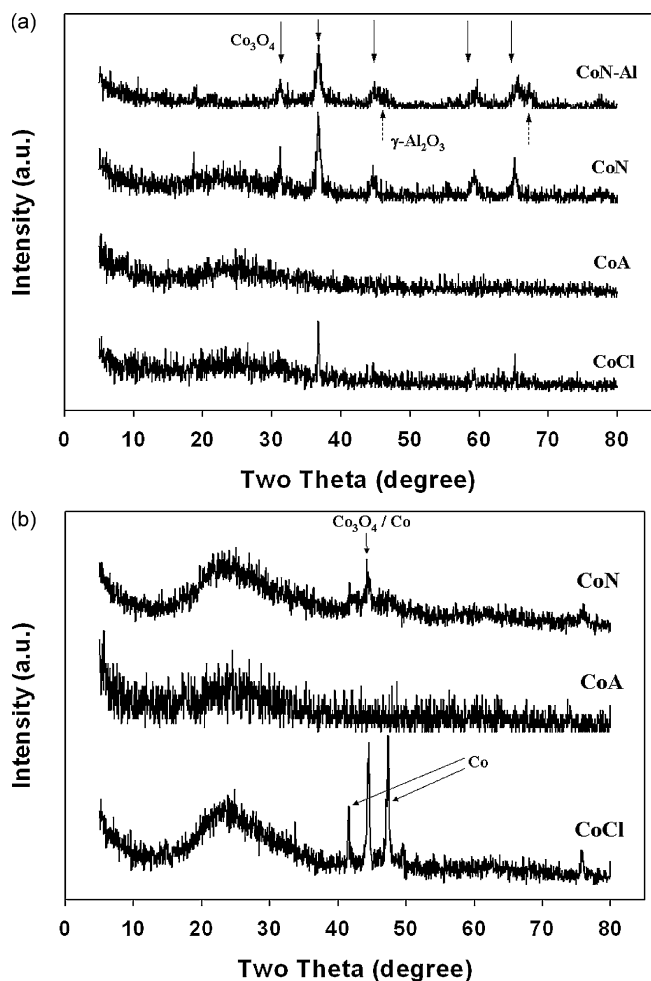 (a)
Co₃O₄
CoN-Al
γ-Al₂O₃
CoN
CoA
CoCl
Intensity (a.u.)
0 10 20 30 40 50 60 70 80
Two Theta (degree)
(b)
Co₃O₄ / Co
CoN
CoA
Co
CoCl
Intensity (a.u.)
0 10 20 30 40 50 60 70 80
Two Theta (degree)